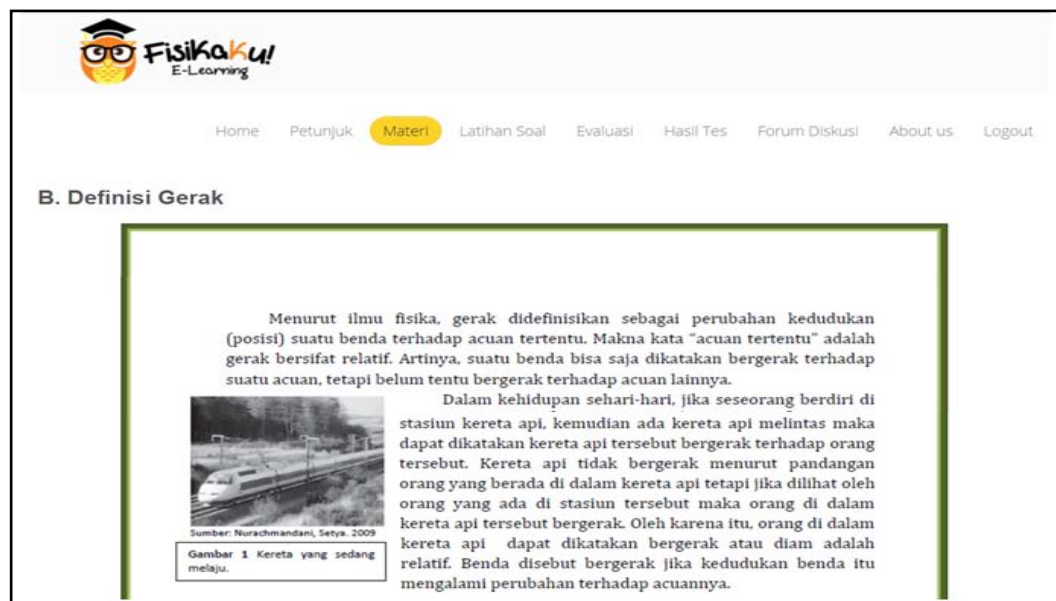 FisikaKu!
E-Learning
Home Petunjuk Materi Latihan Soal Evaluasi Hasil Tes Forum Diskusi About us Logout
B. Definisi Gerak
Menurut ilmu fisika, gerak didefinisikan sebagai perubahan kedudukan
(posisi) suatu benda terhadap acuan tertentu. Makna kata “acuan tertentu” adalah
gerak bersifat relatif. Artinya, suatu benda bisa saja dikatakan bergerak terhadap
suatu acuan, tetapi belum tentu bergerak terhadap acuan lainnya.
Dalam kehidupan sehari-hari, jika seseorang berdiri di
stasiun kereta api, kemudian ada kereta api melintas maka
dapat dikatakan kereta api tersebut bergerak terhadap orang
tersebut. Kereta api tidak bergerak menurut pandangan
orang yang berada di dalam kereta api tetapi jika dilihat oleh
orang yang ada di stasiun tersebut maka orang di dalam
kereta api tersebut bergerak. Oleh karena itu, orang di dalam
kereta api dapat dikatakan bergerak atau diam adalah
relatif. Benda disebut bergerak jika kedudukan benda itu
mengalami perubahan terhadap acuannya.
Sumber: Nurachmandani, Setya. 2009
Gambar 1 Kereta yang sedang
melaju.